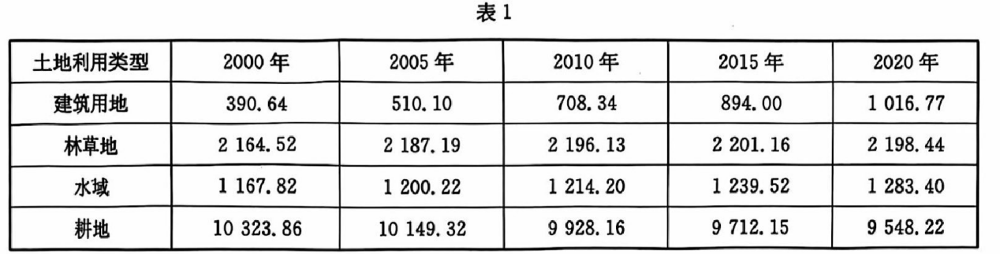 表 1
土地利用类型 2000 年 2005 年 2010 年 2015 年 2020 年
建筑用地 390.64 510.10 708.34 894.00 1 016.77
林草地 2 164.52 2 187.19 2 196.13 2 201.16 2 198.44
水域 1 167.82 1 200.22 1 214.20 1 239.52 1 283.40
耕地 10 323.86 10 149.32 9 928.16 9 712.15 9 548.22